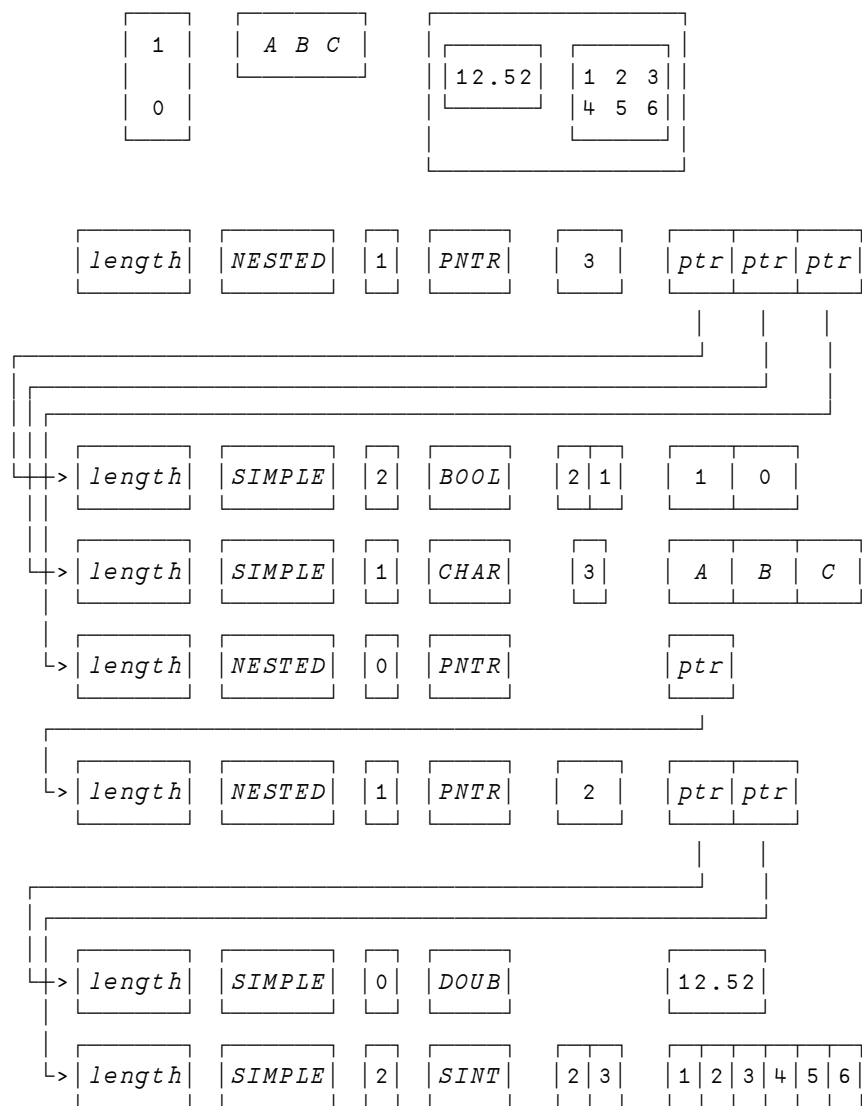 1 A B C
12.52 1 2 3
0 4 5 6
length NESTED 1 PNTR 3 ptr ptr ptr
> length SIMPLE 2 BOOL 2 1 1 0
> length SIMPLE 1 CHAR 3 A B C
> length NESTED 0 PNTR ptr
> length NESTED 1 PNTR 2 ptr ptr
> length SIMPLE 0 DOUB 12.52
> length SIMPLE 2 SINT 2 3 1 2 3 4 5 6